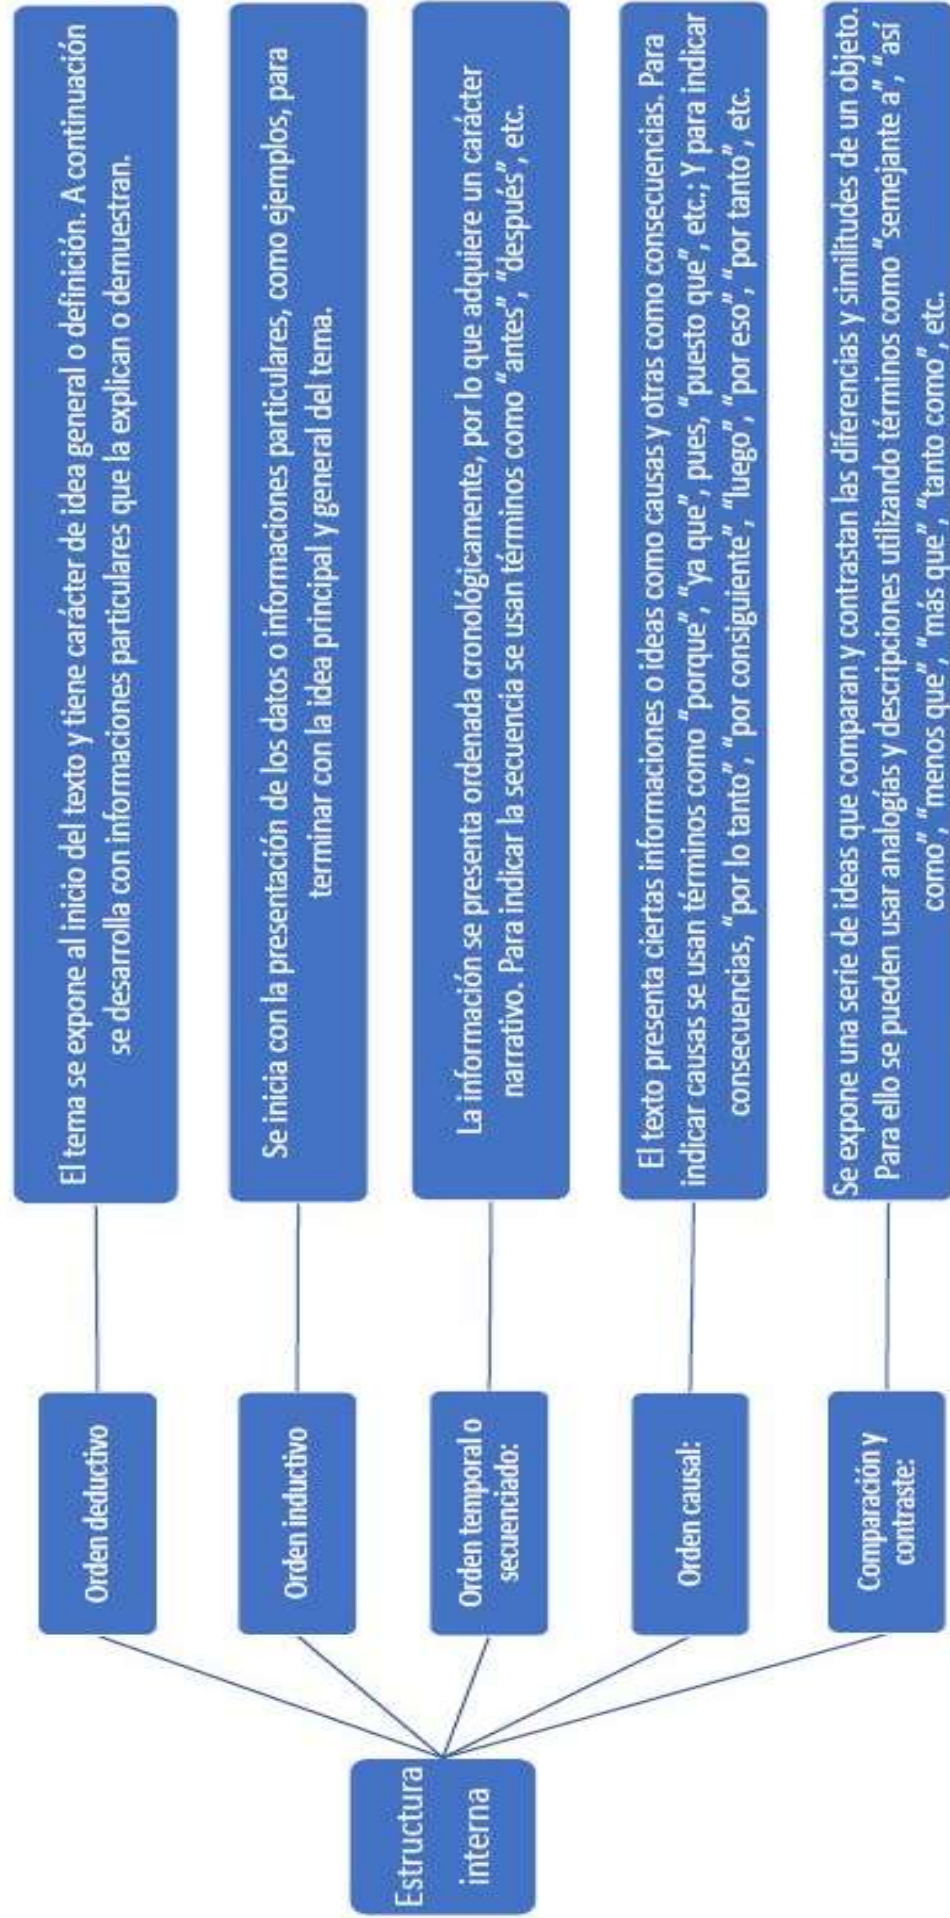 Estructura
interna
Orden deductivo
El tema se expone al inicio del texto y tiene carácter de idea general o definición. A continuación
se desarrolla con informaciones particulares que la explican o demuestran.
Orden inductivo
Se inicia con la presentación de los datos o informaciones particulares, como ejemplos, para
terminar con la idea principal y general del tema.
Orden temporal o
secuenciado:
La información se presenta ordenada cronológicamente, por lo que adquiere un carácter
narrativo. Para indicar la secuencia se usan términos como "antes", "después", etc.
Orden causal:
El texto presenta ciertas informaciones o ideas como causas y otras como consecuencias. Para
indicar causas se usan términos como "porque", "ya que", pues, "puesto que", etc.; Y para indicar
consecuencias, "por lo tanto", "por consiguiente", "luego", "por eso", "por tanto", etc.
Comparación y
contraste:
Se expone una serie de ideas que comparan y contrastan las diferencias y similitudes de un objeto.
Para ello se pueden usar analogías y descripciones utilizando términos como "semejante a", "así
como", "menos que", "más que", "tanto como", etc.